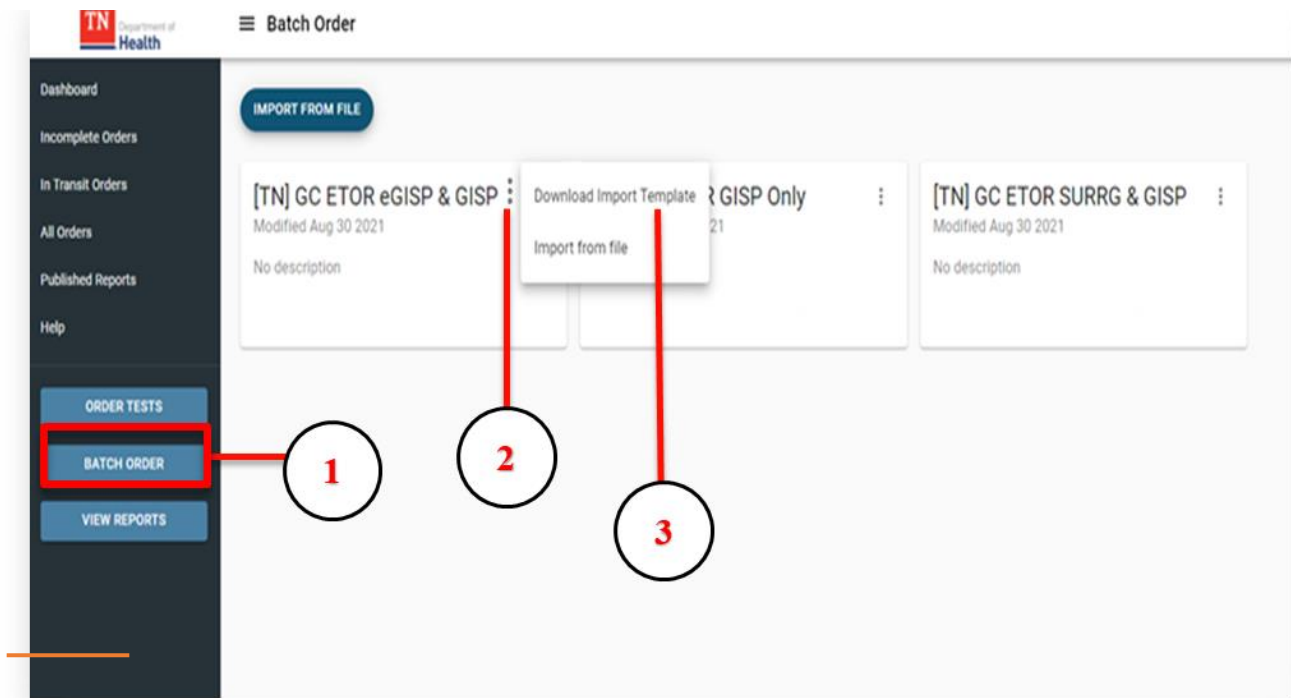 TN Department of
Health
≡ Batch Order
Dashboard
Incomplete Orders
In Transit Orders
All Orders
Published Reports
Help
ORDER TESTS
BATCH ORDER
VIEW REPORTS
IMPORT FROM FILE
[TN] GC ETOR eGISP & GISP
Modified Aug 30 2021
No description
Download Import Template
Import from file
R GISP Only
21
[TN] GC ETOR SURRG & GISP
Modified Aug 30 2021
No description
1
2
3